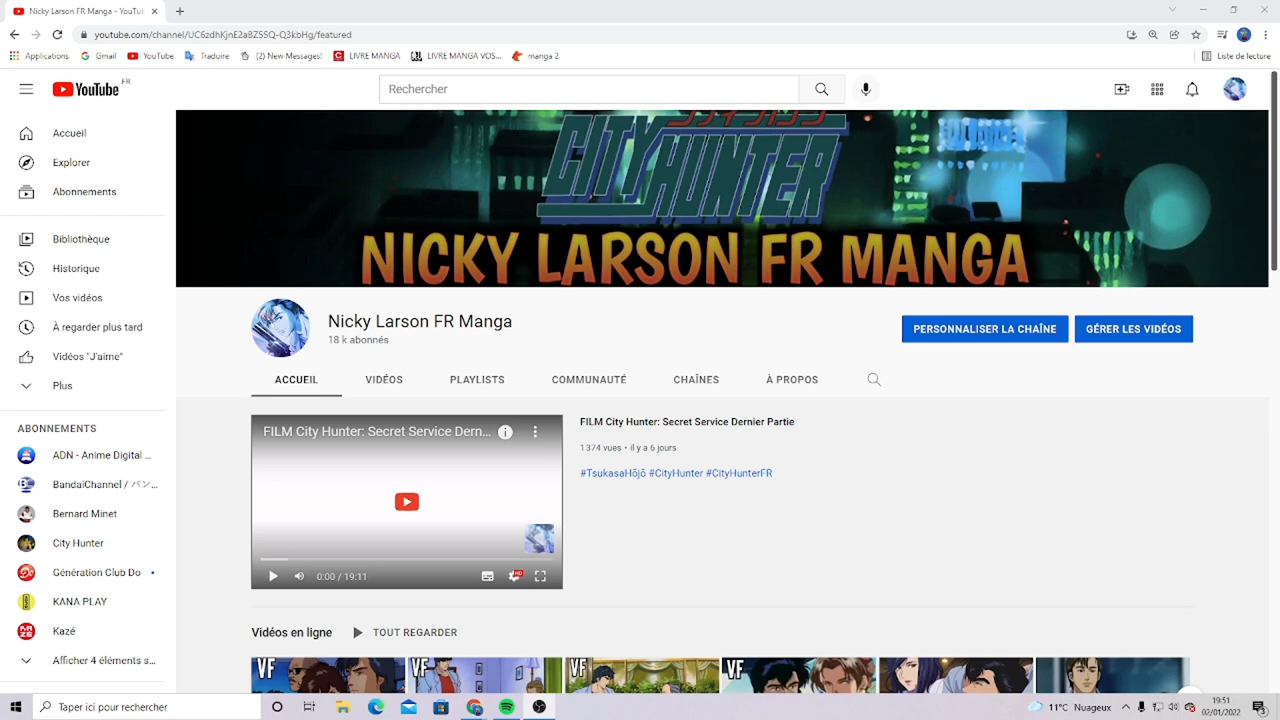 Nicky Larson FR Manga - YouTub
youtube.com/channel/UC6zdhKjnE2aBZSSQ-Q3kbHg/featured
Applications
Gmail
YouTube
Traduire
(2) New Messages!
LIVRE MANGA
LIVRE MANGA VOS...
manga 2
Liste de lecture
YouTube FR
Rechercher
Accueil
Explorer
Abonnements
Bibliothèque
Historique
Vos vidéos
À regarder plus tard
Vidéos "J'aime"
Plus
ABONNEMENTS
ADN - Anime Digital ...
BandaiChannel / バン...
Bernard Minet
City Hunter
Génération Club Do
KANA PLAY
Kazé
Afficher 4 éléments s...
CITY HUNTER
NICKY LARSON FR MANGA
Nicky Larson FR Manga
18 k abonnés
PERSONNALISER LA CHAÎNE
GÉRER LES VIDÉOS
ACCUEIL
VIDÉOS
PLAYLISTS
COMMUNAUTÉ
CHAÎNES
À PROPOS
FILM City Hunter: Secret Service Dern...
HD
0:00 / 19:11
FILM City Hunter: Secret Service Dernier Partie
1 374 vues • il y a 6 jours
#TsukasaHōjō #CityHunter #CityHunterFR
Vidéos en ligne
TOUT REGARDER
VF
VF
VF
VF
Taper ici pour rechercher
11°C Nuageux
19:51
02/01/2022
3